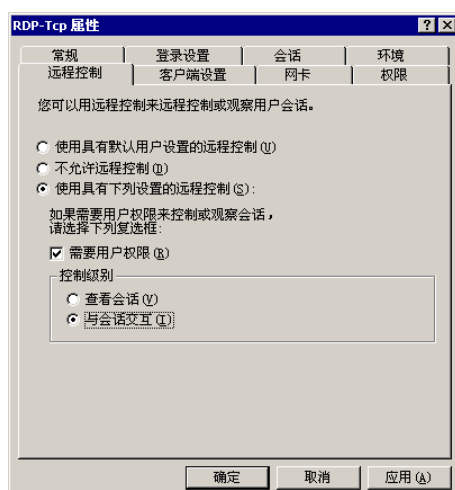 RDP-Tcp 属性
常规 登录设置 会话 环境
远程控制 客户端设置 网卡 权限
您可以用远程控制来远程控制或观察用户会话。
使用具有默认用户设置的远程控制(U)
不允许远程控制(D)
使用具有下列设置的远程控制(S):
如果需要用户权限来控制或观察会话，
请选择下列复选框:
需要用户权限(R)
控制级别
查看会话(V)
与会话交互(I)
确定 取消 应用(A)